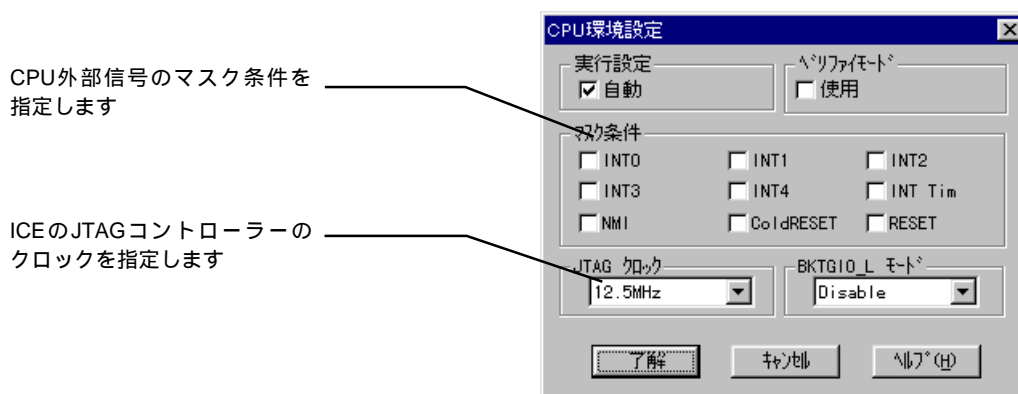 CPU外部信号のマスク条件を
指定します
ICEのJTAGコントローラーの
クロックを指定します
CPU環境設定
実行設定
自動
ﾍﾞﾘﾌｧｲﾓｰﾄﾞ
使用
ﾏｽｸ条件
INT0 INT1 INT2
INT3 INT4 INT Tim
NMI ColdRESET RESET
JTAG ｸﾛｯｸ
12.5MHz
BKTGIO_L ﾓｰﾄﾞ
Disable
了解 ｷｬﾝｾﾙ ﾍﾙﾌﾟ(H)